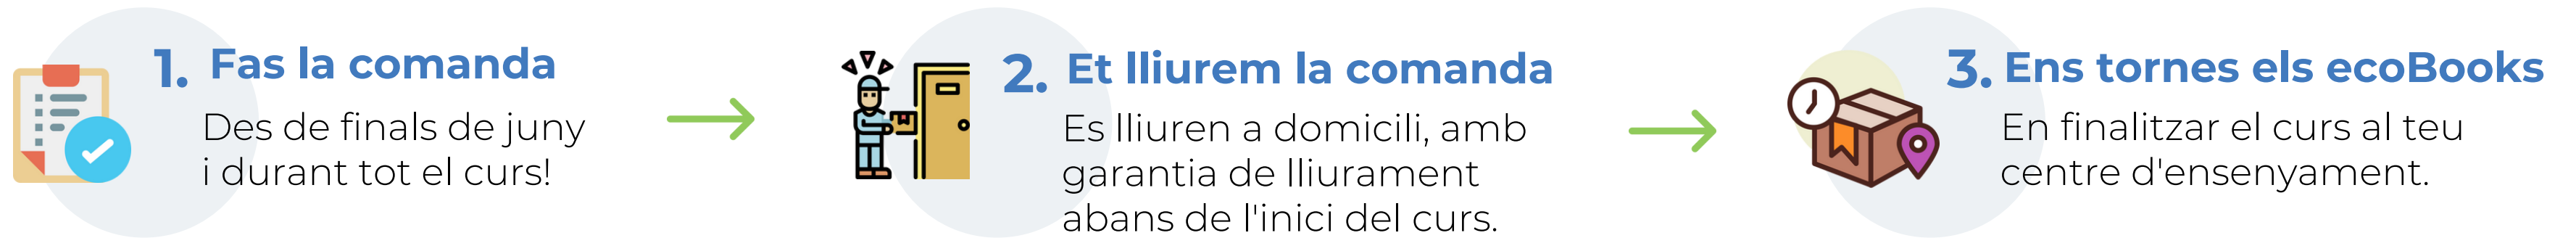 1. Fas la comanda
Des de finals de juny
i durant tot el curs!
2. Et lliurem la comanda
Es lliuren a domicili, amb
garantia de lliurament
abans de l'inici del curs.
3. Ens tornes els ecoBooks
En finalitzar el curs al teu
centre d'ensenyament.